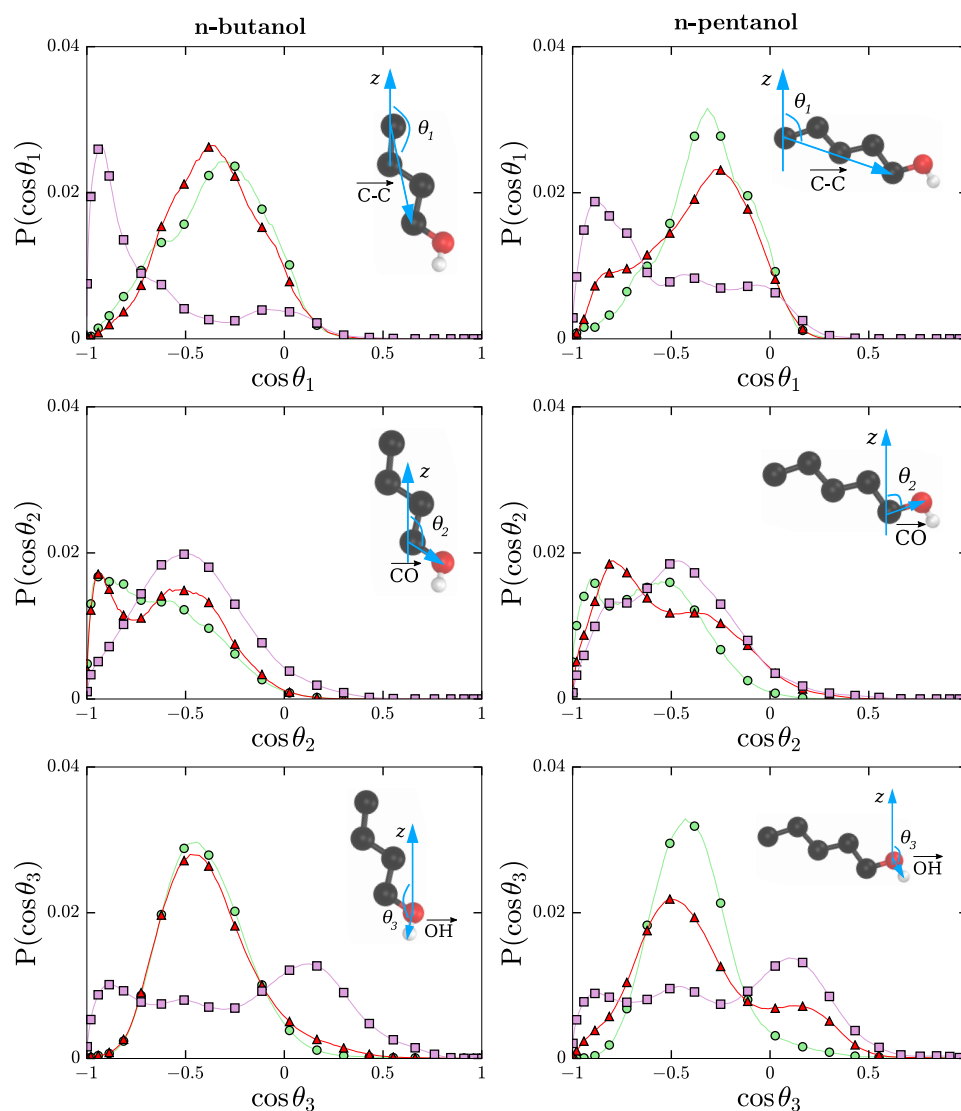 n-butanol
n-pentanol
P(cosθ₁)
0.04
0.02
0
−1
−0.5
0
0.5
1
cosθ₁
z
θ₁
C-C
P(cosθ₁)
0.04
0.02
0
−1
−0.5
0
0.5
cosθ₁
z
θ₁
C-C
P(cosθ₂)
0.04
0.02
0
−1
−0.5
0
0.5
1
cosθ₂
z
θ₂
CO
P(cosθ₂)
0.04
0.02
0
−1
−0.5
0
0.5
cosθ₂
z
θ₂
CO
P(cosθ₃)
0.04
0.02
0
−1
−0.5
0
0.5
1
cosθ₃
z
θ₃
OH
P(cosθ₃)
0.04
0.02
0
−1
−0.5
0
0.5
cosθ₃
z
θ₃
OH